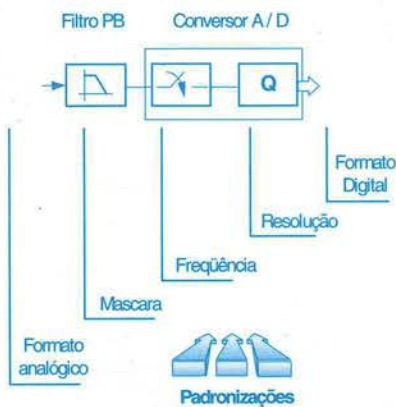 Filtro PB
Conversor A / D
Q
Formato
Digital
Resolução
Freqüência
Mascara
Formato
analógico
Padronizações